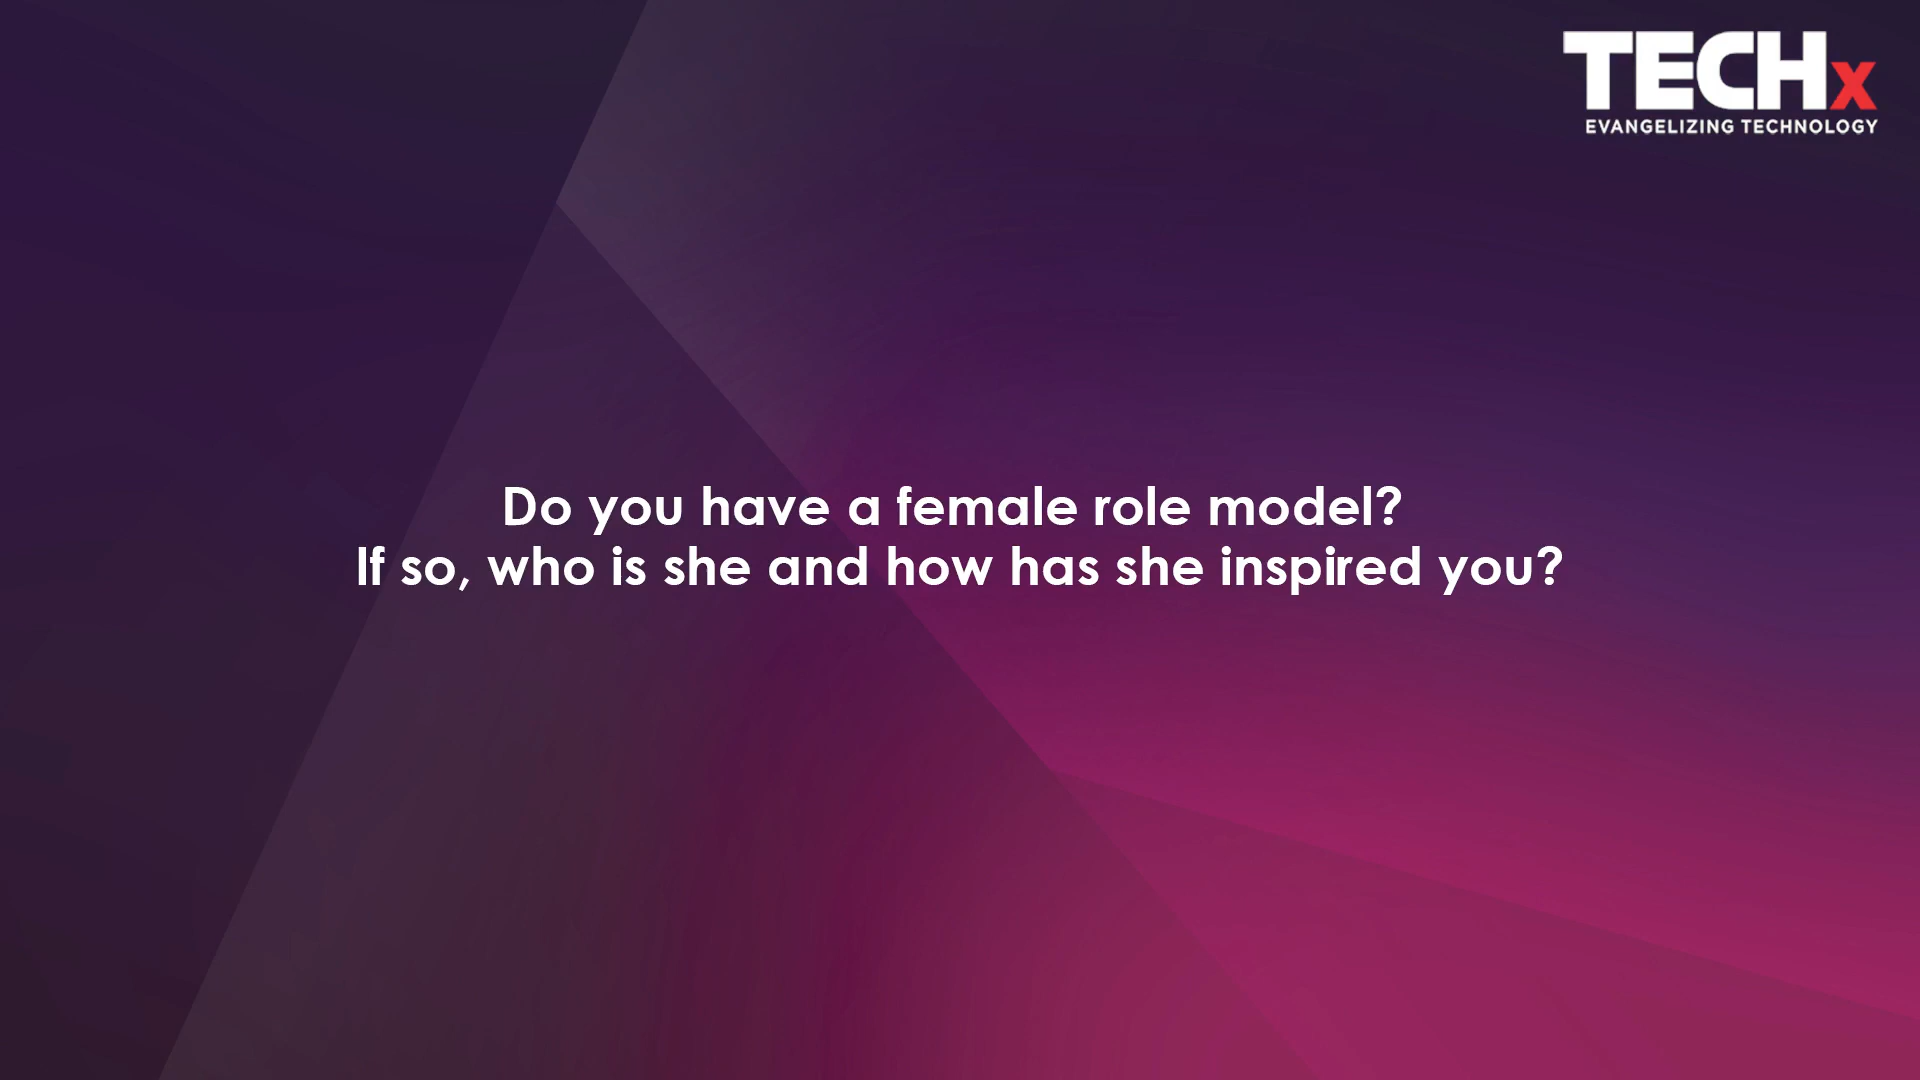 TECHx
EVANGELIZING TECHNOLOGY
Do you have a female role model?
If so, who is she and how has she inspired you?